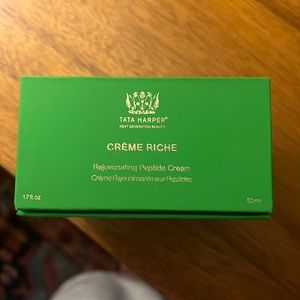 TATA HARPER®
NEXT GENERATION BEAUTY
CRÈME RICHE
Rejuvenating Peptide Cream
Crème Rajeunissante aux Peptides
1.7 fl oz
50 ml